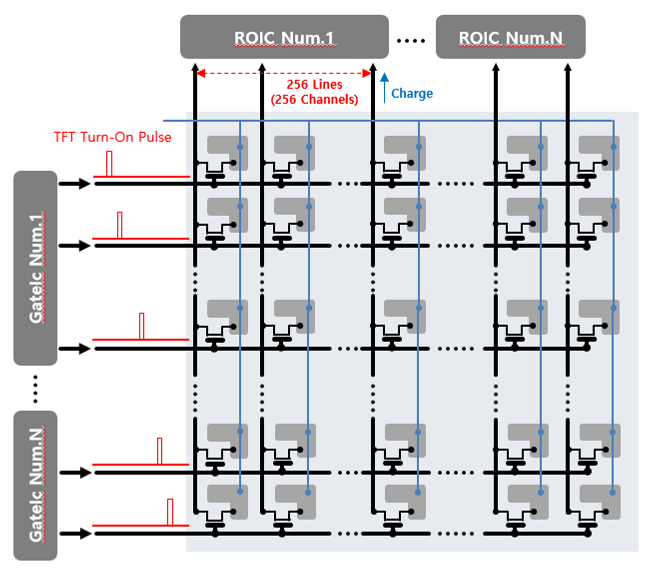 ROIC Num.1
ROIC Num.N
256 Lines
(256 Channels)
Charge
TFT Turn-On Pulse
GateIc Num.1
GateIc Num.N